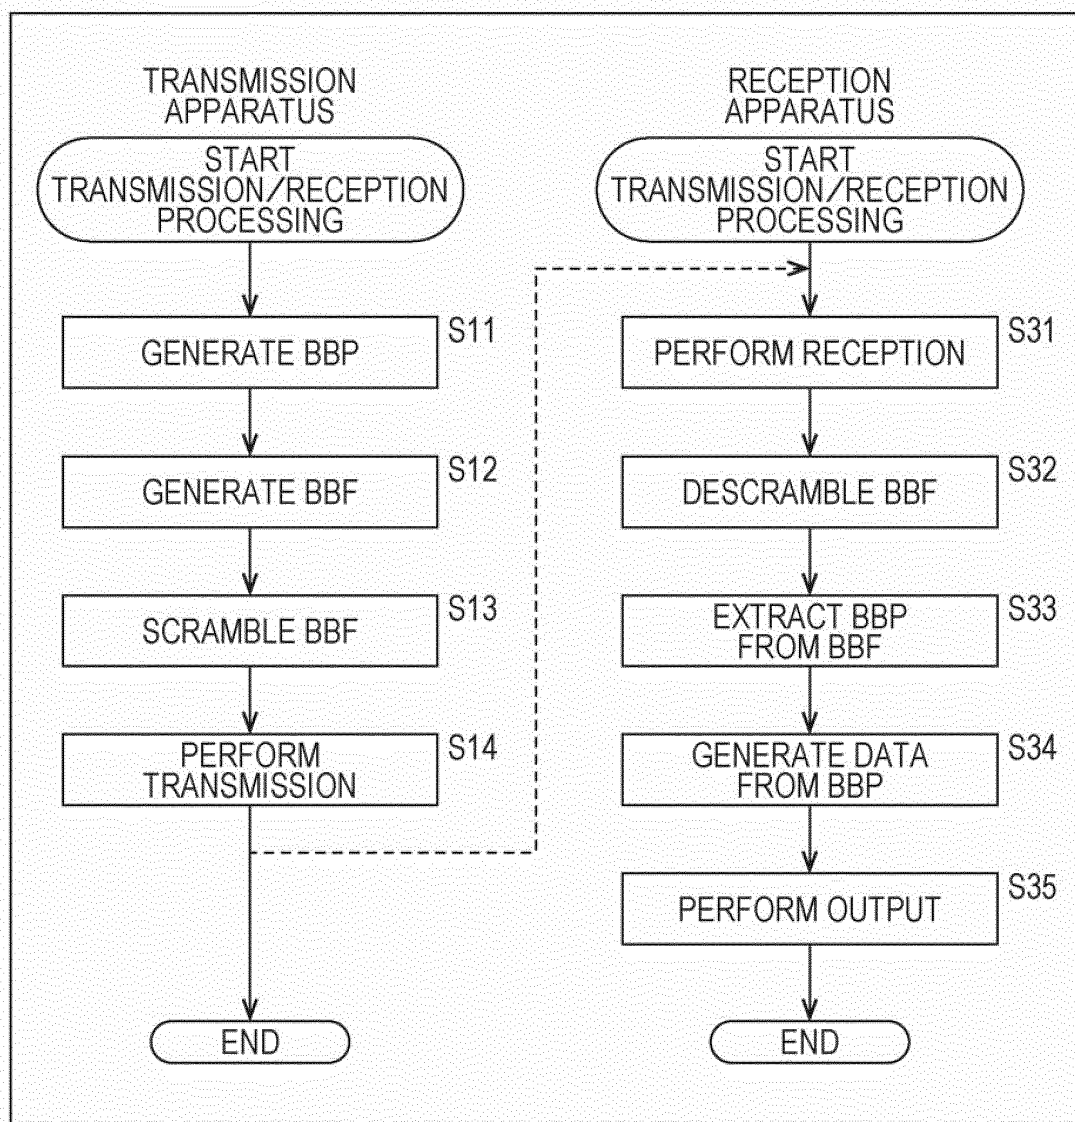 TRANSMISSION
APPARATUS
START
TRANSMISSION/RECEPTION
PROCESSING
GENERATE BBP
S11
GENERATE BBF
S12
SCRAMBLE BBF
S13
PERFORM
TRANSMISSION
S14
END
RECEPTION
APPARATUS
START
TRANSMISSION/RECEPTION
PROCESSING
PERFORM RECEPTION
S31
DESCRAMBLE BBF
S32
EXTRACT BBP
FROM BBF
S33
GENERATE DATA
FROM BBP
S34
PERFORM OUTPUT
S35
END